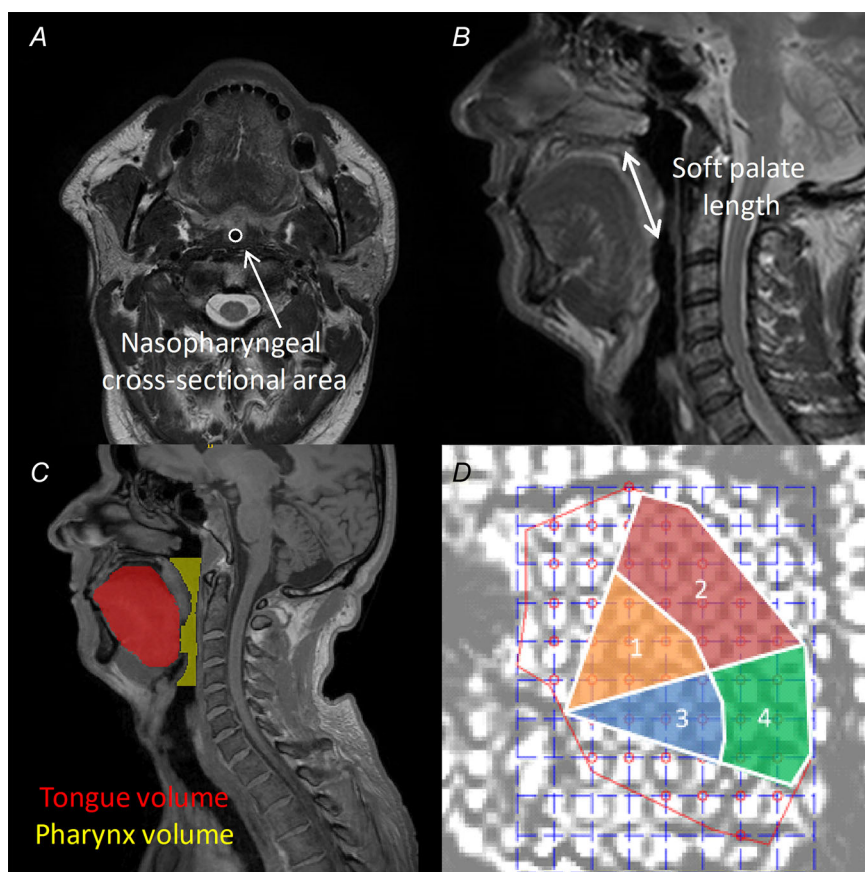 A
Nasopharyngeal
cross-sectional area
B
Soft palate
length
C
Tongue volume
Pharynx volume
D
1
2
3
4